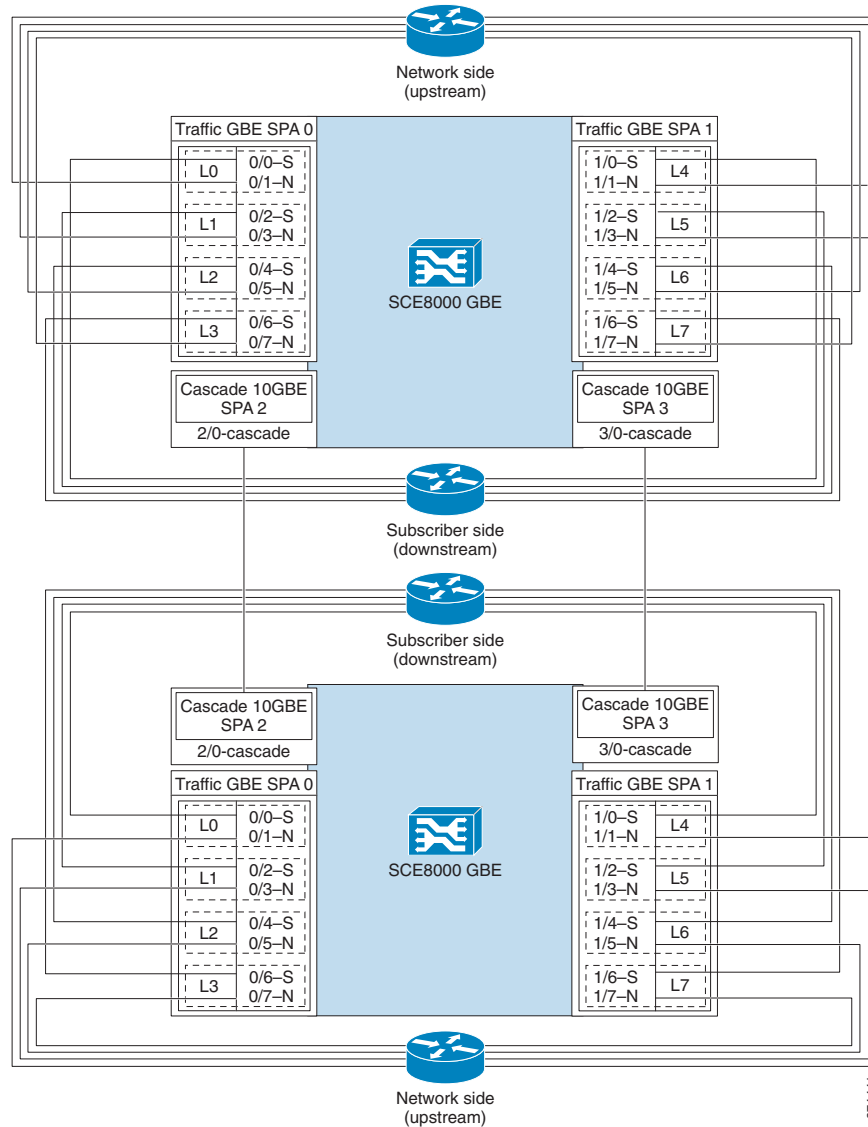 Network side
(upstream)
Traffic GBE SPA 0
L0
0/0–S
0/1–N
L1
0/2–S
0/3–N
L2
0/4–S
0/5–N
L3
0/6–S
0/7–N
Traffic GBE SPA 1
1/0–S
1/1–N
L4
1/2–S
1/3–N
L5
1/4–S
1/5–N
L6
1/6–S
1/7–N
L7
SCE8000 GBE
Cascade 10GBE
SPA 2
2/0-cascade
Cascade 10GBE
SPA 3
3/0-cascade
Subscriber side
(downstream)
Subscriber side
(downstream)
Cascade 10GBE
SPA 2
2/0-cascade
Cascade 10GBE
SPA 3
3/0-cascade
Traffic GBE SPA 0
L0
0/0–S
0/1–N
L1
0/2–S
0/3–N
L2
0/4–S
0/5–N
L3
0/6–S
0/7–N
Traffic GBE SPA 1
1/0–S
1/1–N
L4
1/2–S
1/3–N
L5
1/4–S
1/5–N
L6
1/6–S
1/7–N
L7
SCE8000 GBE
Network side
(upstream)